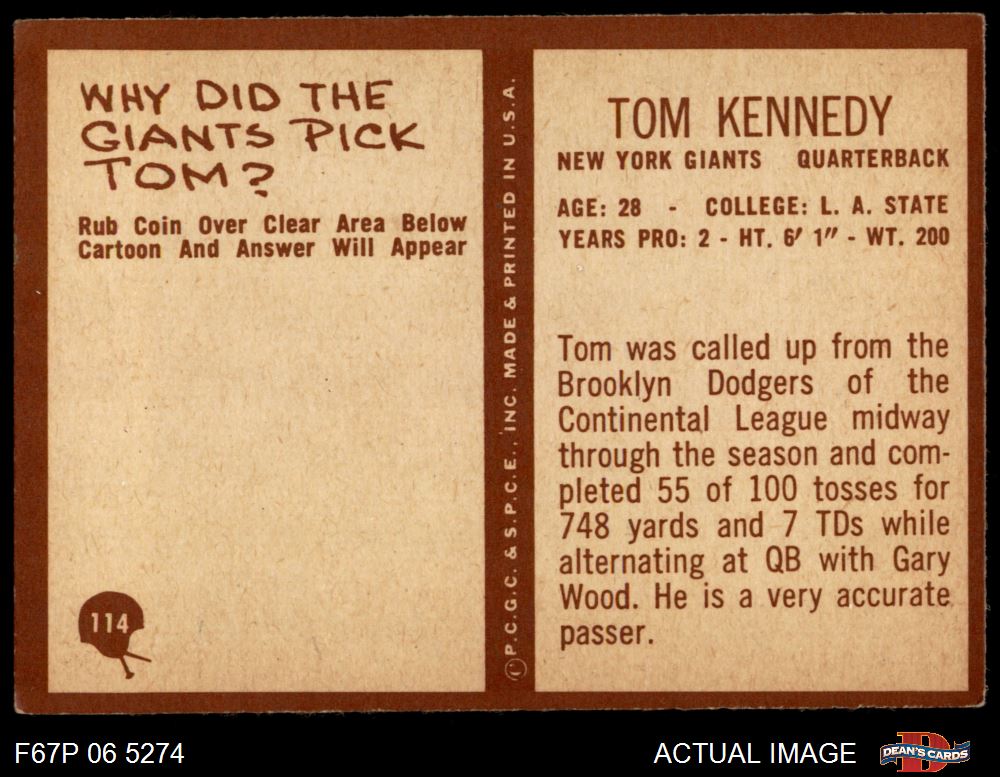 WHY DID THE
GIANTS PICK
TOM?
Rub Coin Over Clear Area Below
Cartoon And Answer Will Appear
114
©P.C.G.C. & S.P.C.E., INC. MADE & PRINTED IN U.S.A.
TOM KENNEDY
NEW YORK GIANTS QUARTERBACK
AGE: 28 - COLLEGE: L. A. STATE
YEARS PRO: 2 - HT. 6' 1" - WT. 200
Tom was called up from the
Brooklyn Dodgers of the
Continental League midway
through the season and com-
pleted 55 of 100 tosses for
748 yards and 7 TDs while
alternating at QB with Gary
Wood. He is a very accurate
passer.
F67P 06 5274
ACTUAL IMAGE
D
DEAN'S CARDS